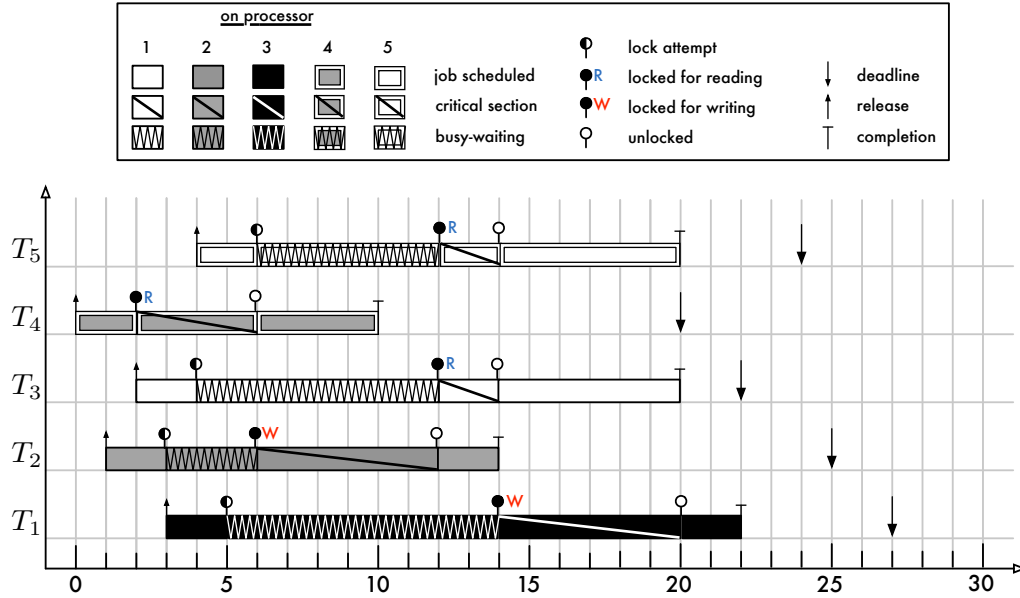 on processor
1 2 3 4 5
job scheduled
critical section
busy-waiting
lock attempt
R locked for reading
W locked for writing
unlocked
deadline
release
completion
T5
R
T4
R
T3
R
T2
W
T1
W
0 5 10 15 20 25 30